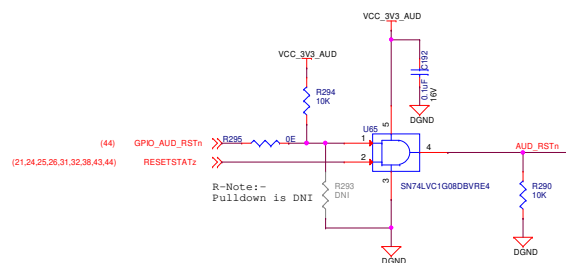 VCC_3V3_AUD
VCC_3V3_AUD
C192
0.1uF
16V
R294
10K
DGND
U65
5
(44) GPIO_AUD_RSTn
R295
0E
1
4
AUD_RSTn
(21,24,25,26,31,32,38,43,44)
RESETSTATz
2
3
SN74LVC1G08DBVRE4
R-Note:-
Pulldown is DNI
R293
DNI
R290
10K
DGND
DGND